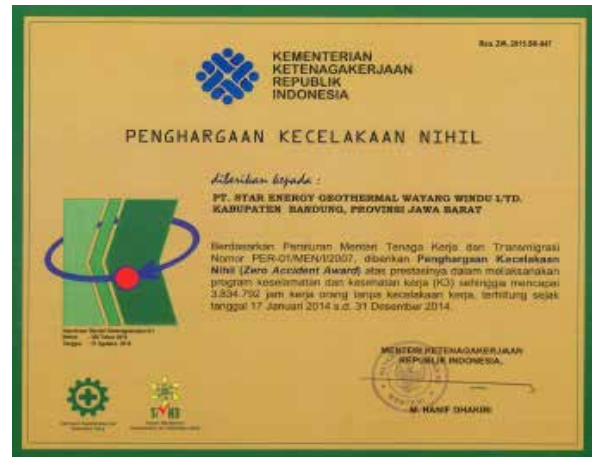 Reg. ZIA. 2015.DN-847
KEMENTERIAN
KETENAGAKERJAAN
REPUBLIK
INDONESIA
PENGHARGAAN KECELAKAAN NIHIL
diberikan kepada :
PT. STAR ENERGY GEOTHERMAL WAYANG WINDU LTD.
KABUPATEN BANDUNG, PROVINSI JAWA BARAT
Berdasarkan Peraturan Menteri Tenaga Kerja dan Transmigrasi
Nomor PER-01/MEN/I/2007, diberikan Penghargaan Kecelakaan
Nihil (Zero Accident Award) atas prestasinya dalam melaksanakan
program keselamatan dan kesehatan kerja (K3) sehingga mencapai
3.834.792 jam kerja orang tanpa kecelakaan kerja, terhitung sejak
tanggal 17 Januari 2014 s.d. 31 Desember 2014.
MENTERI KETENAGAKERJAAN
REPUBLIK INDONESIA,
M. HANIF DHAKIRI